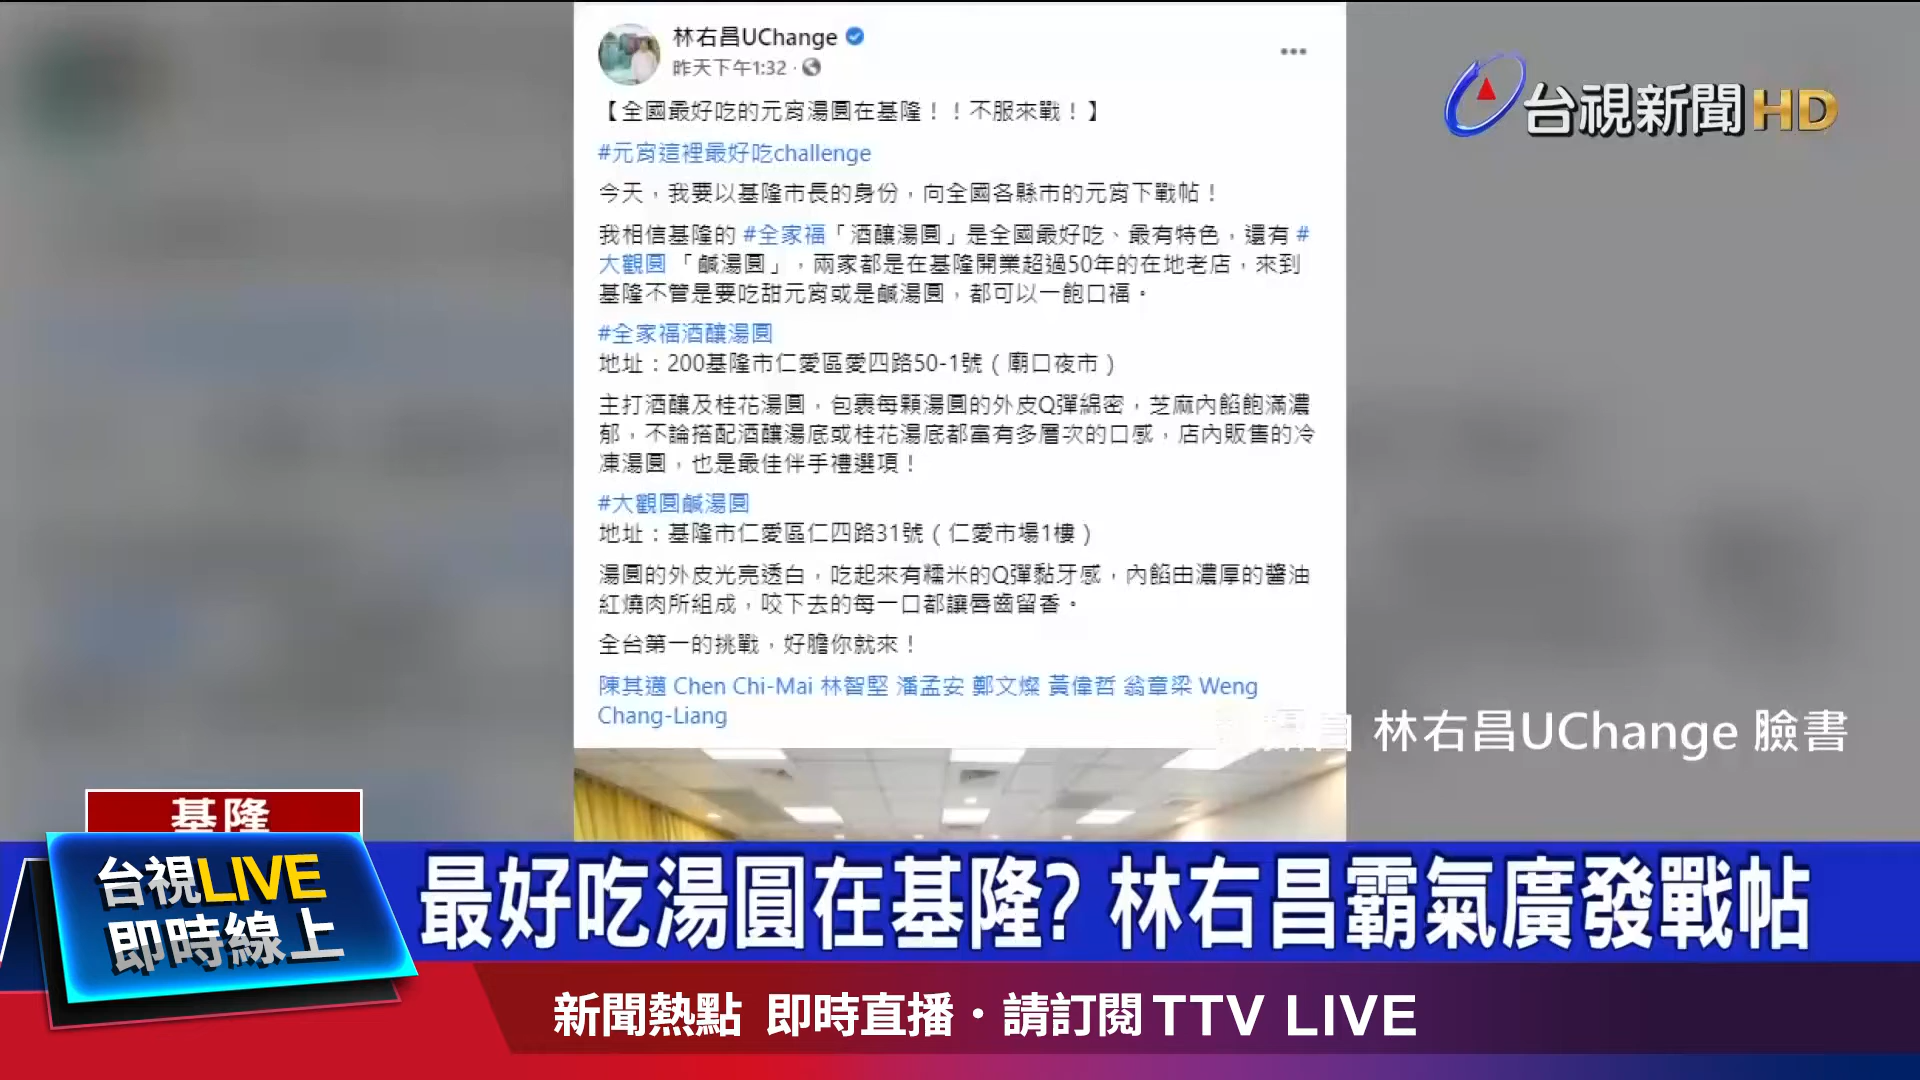 林右昌UChange
昨天下午1:32
【全國最好吃的元宵湯圓在基隆！！不服來戰！】
#元宵這裡最好吃challenge
今天，我要以基隆市長的身份，向全國各縣市的元宵下戰帖！
我相信基隆的 #全家福「酒釀湯圓」是全國最好吃、最有特色，還有 #
大觀圓 「鹹湯圓」，兩家都是在基隆開業超過50年的在地老店，來到
基隆不管是要吃甜元宵或是鹹湯圓，都可以一飽口福。
#全家福酒釀湯圓
地址：200基隆市仁愛區愛四路50-1號（廟口夜市）
主打酒釀及桂花湯圓，包裹每顆湯圓的外皮Q彈綿密，芝麻內餡飽滿濃
郁，不論搭配酒釀湯底或桂花湯底都富有多層次的口感，店內販售的冷
凍湯圓，也是最佳伴手禮選項！
#大觀圓鹹湯圓
地址：基隆市仁愛區仁四路31號（仁愛市場1樓）
湯圓的外皮光亮透白，吃起來有糯米的Q彈黏牙感，內餡由濃厚的醬油
紅燒肉所組成，咬下去的每一口都讓唇齒留香。
全台第一的挑戰，好膽你就來！
陳其邁 Chen Chi-Mai 林智堅 潘孟安 鄭文燦 黃偉哲 翁章梁 Weng
Chang-Liang
台視新聞HD
林右昌UChange 臉書
基隆
台視LIVE
即時線上
最好吃湯圓在基隆? 林右昌霸氣廣發戰帖
新聞熱點 即時直播・請訂閱TTV LIVE